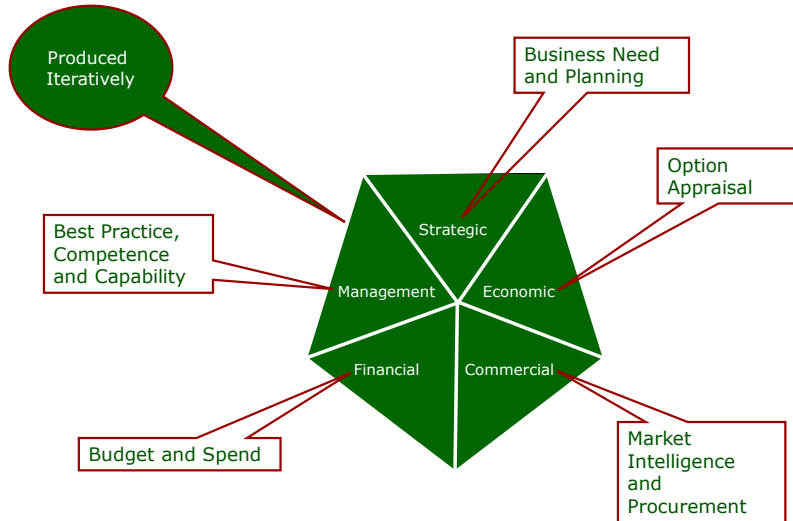 Produced
Iteratively
Business Need
and Planning
Option
Appraisal
Best Practice,
Competence
and Capability
Strategic
Management
Economic
Financial
Commercial
Budget and Spend
Market
Intelligence
and
Procurement